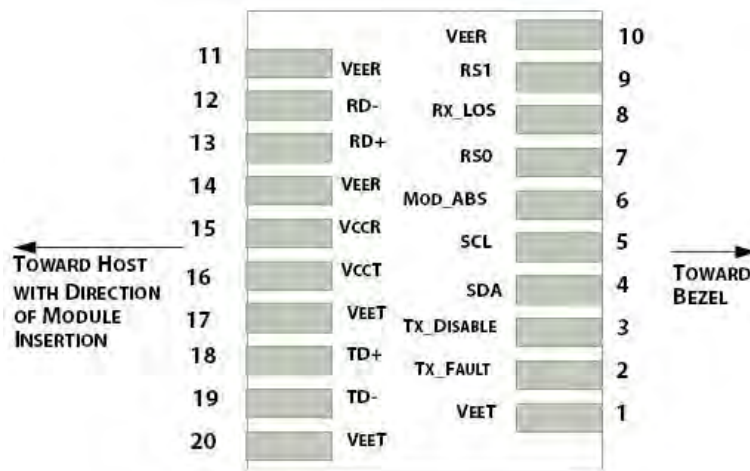 11 VEER
12 RD-
13 RD+
14 VEER
15 VCCR
16 VCCT
17 VEET
18 TD+
19 TD-
20 VEET
VEER 10
RS1 9
RX_LOS 8
RS0 7
MOD_ABS 6
SCL 5
SDA 4
TX_DISABLE 3
TX_FAULT 2
VEET 1
TOWARD HOST
WITH DIRECTION
OF MODULE
INSERTION
TOWARD
BEZEL